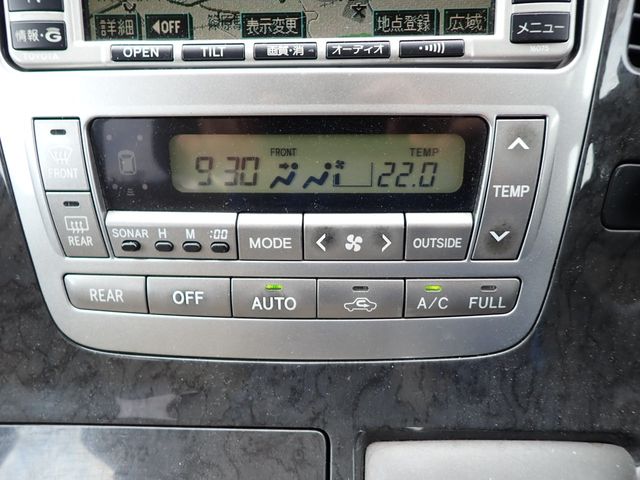 詳細 ◀OFF 表示変更 地点登録 広域
情報・G メニュー
OPEN TILT 画質・消 オーディオ
TOYOTA 16075
FRONT TEMP
9:30 22.0
FRONT
REAR
SONAR H M :00
MODE < > OUTSIDE
TEMP
REAR OFF AUTO A/C FULL